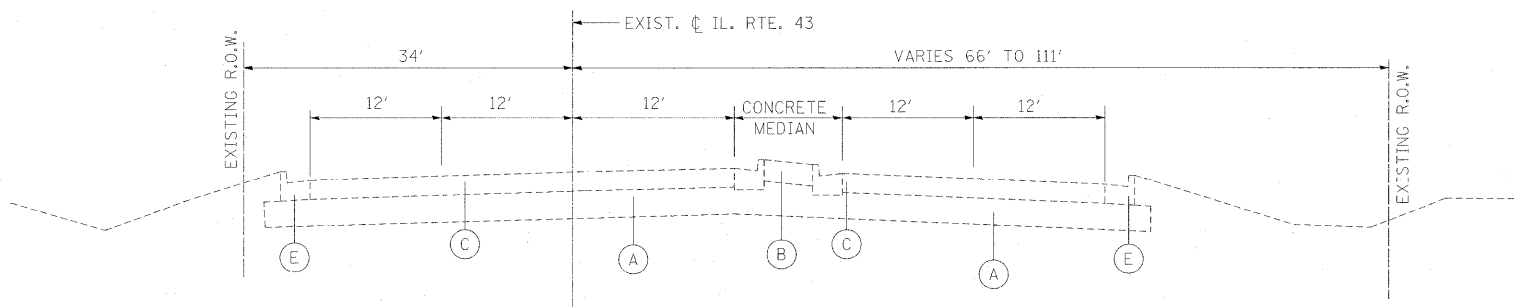 EXIST. ℄ IL. RTE. 43
EXISTING R.O.W.
34'
VARIES 66' TO 111'
EXISTING R.O.W.
12'
12'
12'
CONCRETE
MEDIAN
12'
12'
E
C
A
B
C
A
E